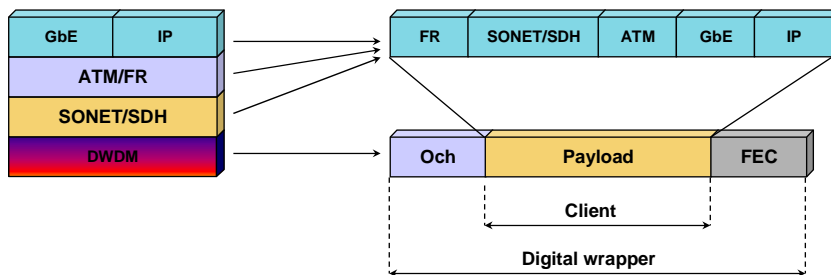 GbE IP
ATM/FR
SONET/SDH
DWDM
FR SONET/SDH ATM GbE IP
Och Payload FEC
Client
Digital wrapper